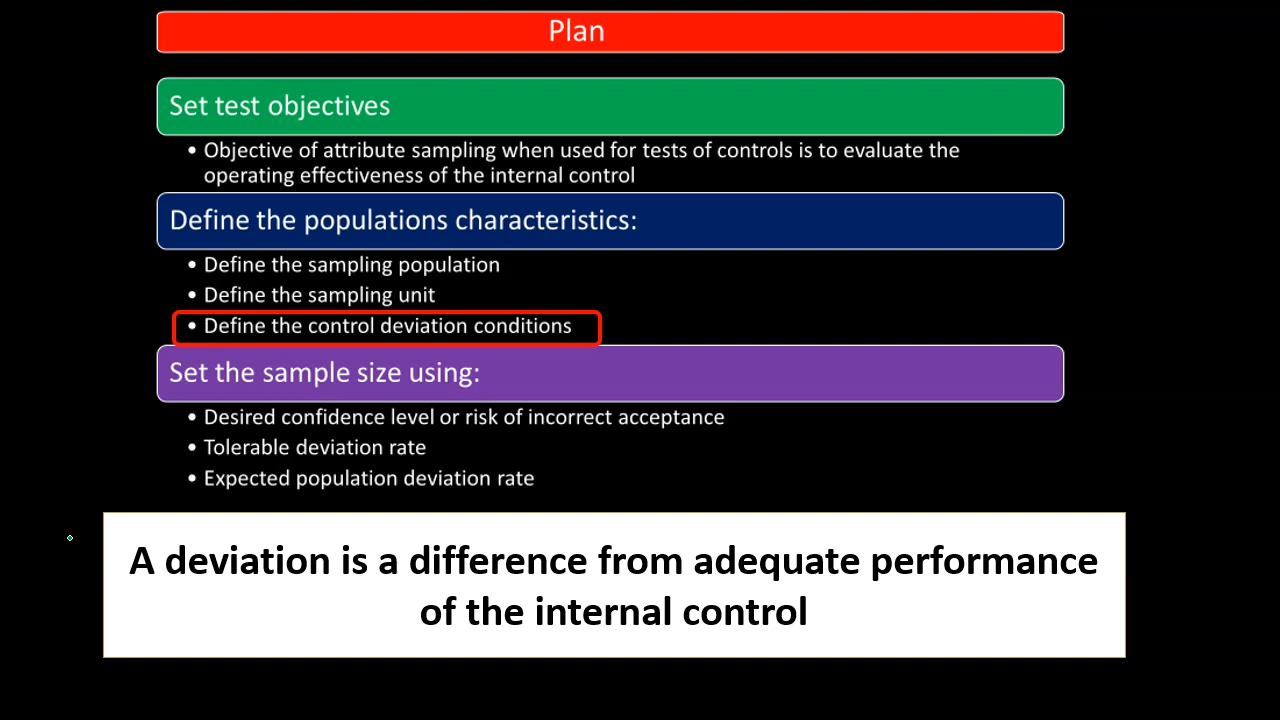 Plan
Set test objectives
• Objective of attribute sampling when used for tests of controls is to evaluate the
operating effectiveness of the internal control
Define the populations characteristics:
• Define the sampling population
• Define the sampling unit
• Define the control deviation conditions
Set the sample size using:
• Desired confidence level or risk of incorrect acceptance
• Tolerable deviation rate
• Expected population deviation rate
A deviation is a difference from adequate performance
of the internal control